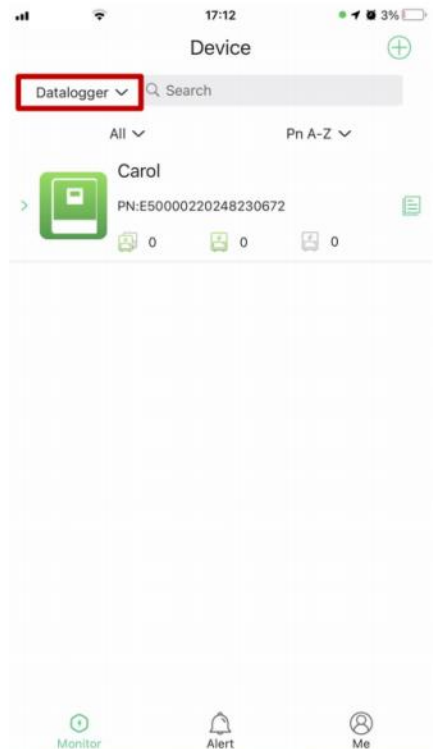 17:12
3%
Device
Datalogger
Search
All
Pn A-Z
Carol
PN:E50000220248230672
0 0 0
Monitor Alert Me